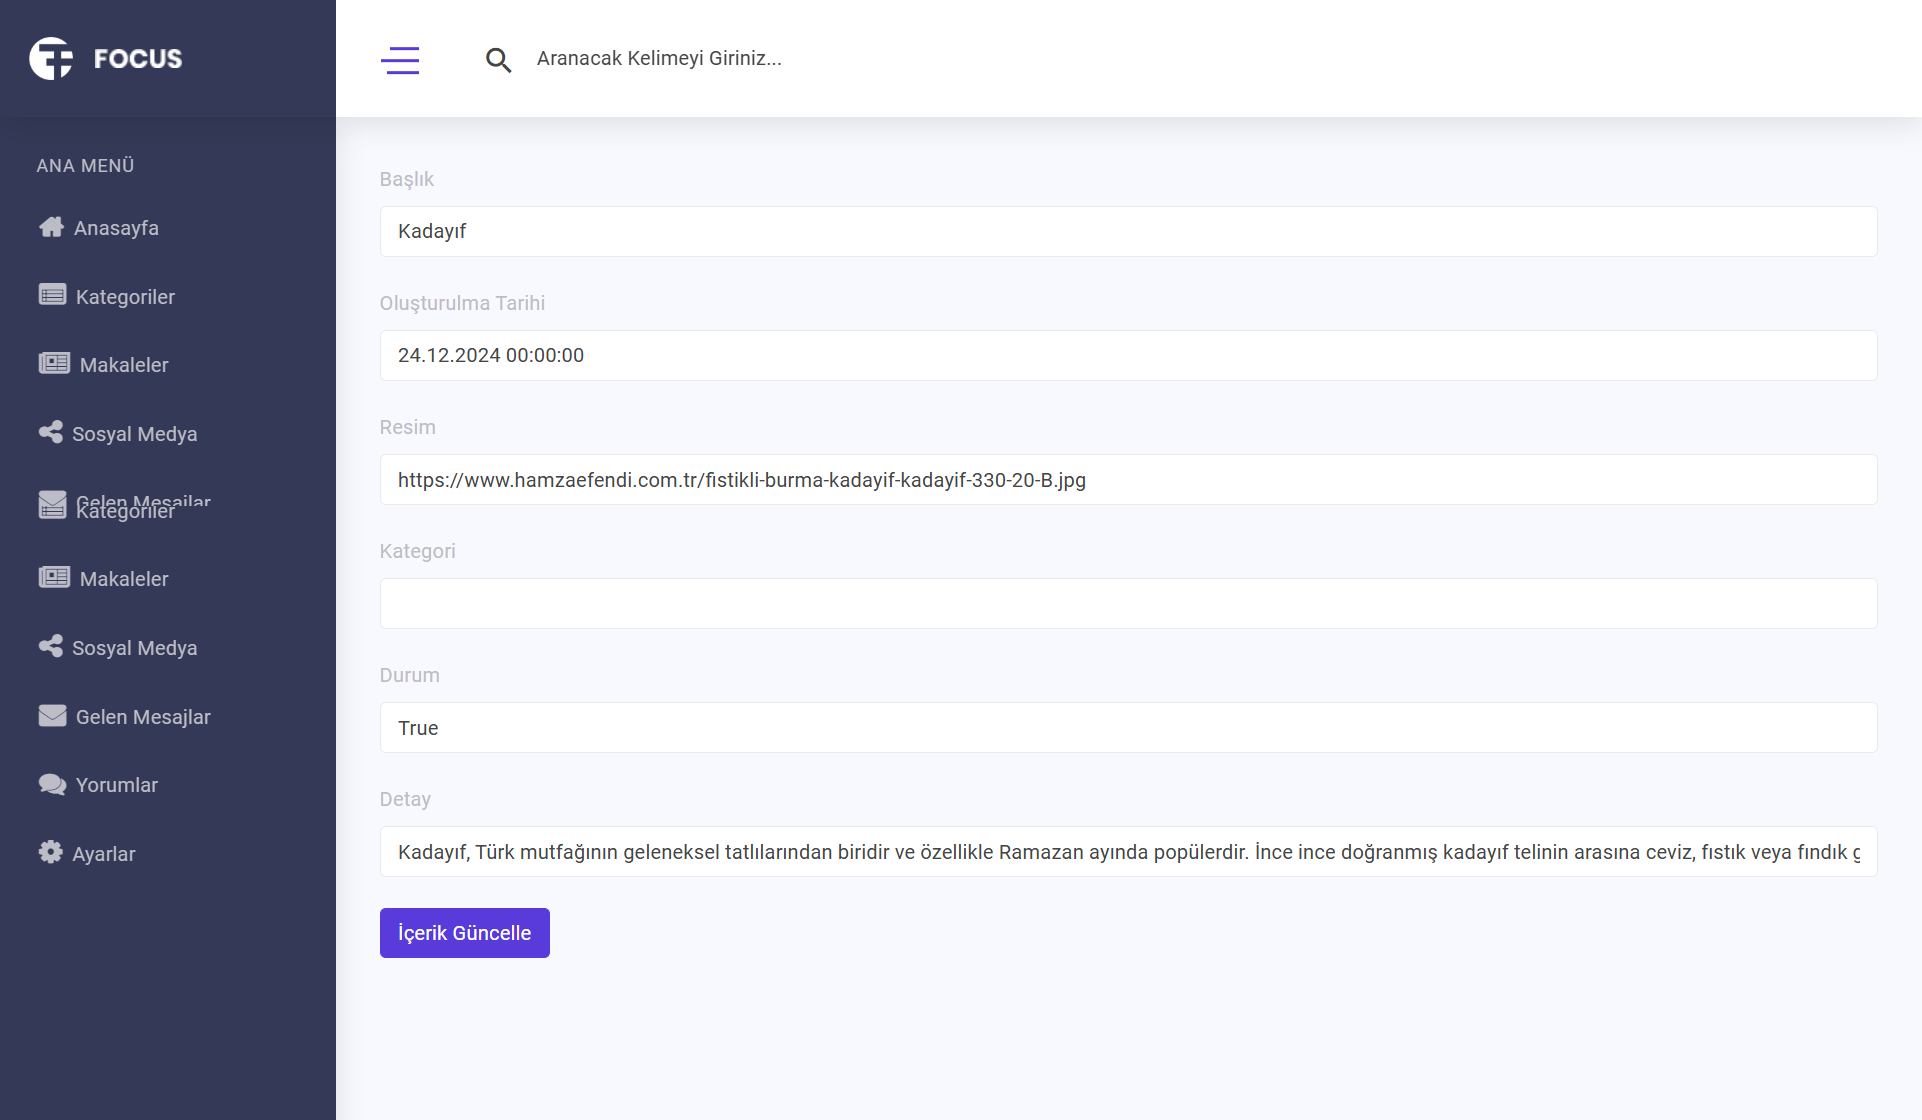 FOCUS
Aranacak Kelimeyi Giriniz...
ANA MENÜ
Anasayfa
Kategoriler
Makaleler
Sosyal Medya
Gelen Mesajlar
Kategoriler
Makaleler
Sosyal Medya
Gelen Mesajlar
Yorumlar
Ayarlar
Başlık
Kadayıf
Oluşturulma Tarihi
24.12.2024 00:00:00
Resim
https://www.hamzaefendi.com.tr/fistikli-burma-kadayif-kadayif-330-20-B.jpg
Kategori
Durum
True
Detay
Kadayıf, Türk mutfağının geleneksel tatlılarından biridir ve özellikle Ramazan ayında popülerdir. İnce ince doğranmış kadayıf telinin arasına ceviz, fıstık veya fındık
İçerik Güncelle